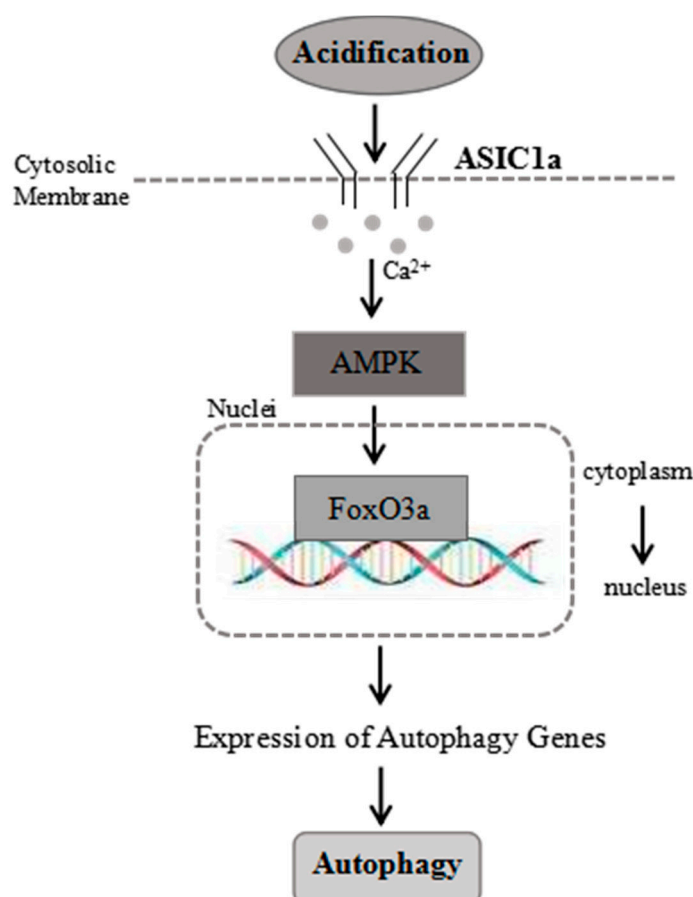 Acidification
ASIC1a
Cytosolic
Membrane
Ca²⁺
AMPK
Nuclei
FoxO3a
cytoplasm
nucleus
Expression of Autophagy Genes
Autophagy